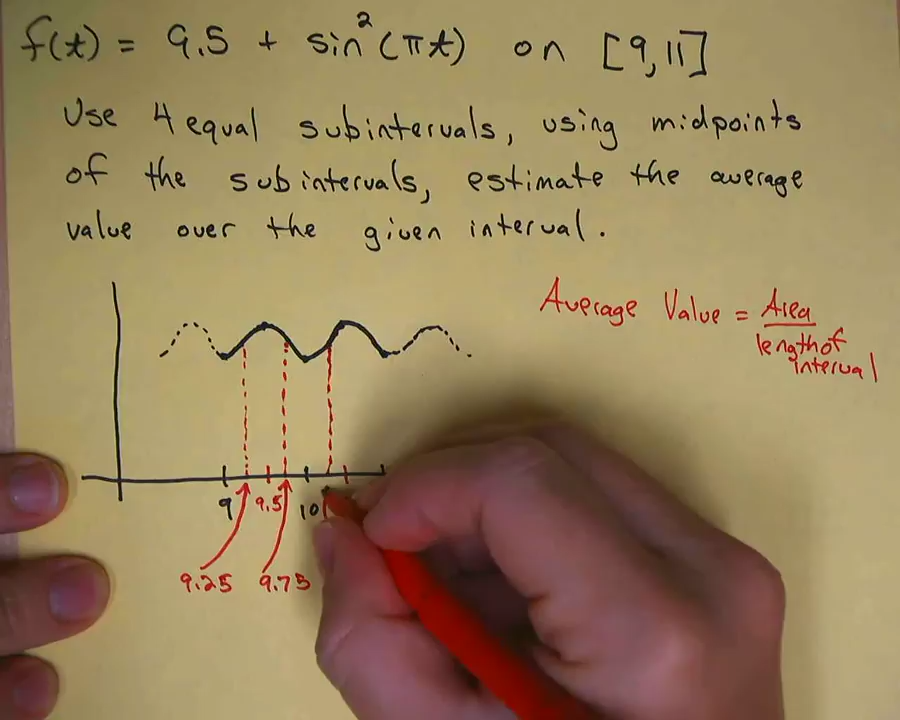 f(t) = 9.5 + sin²(πt) on [9,11]
Use 4 equal subintervals, using midpoints
of the subintervals, estimate the average
value over the given interval.
Average Value = Area
length of
interval
9 9.5 10
9.25 9.75